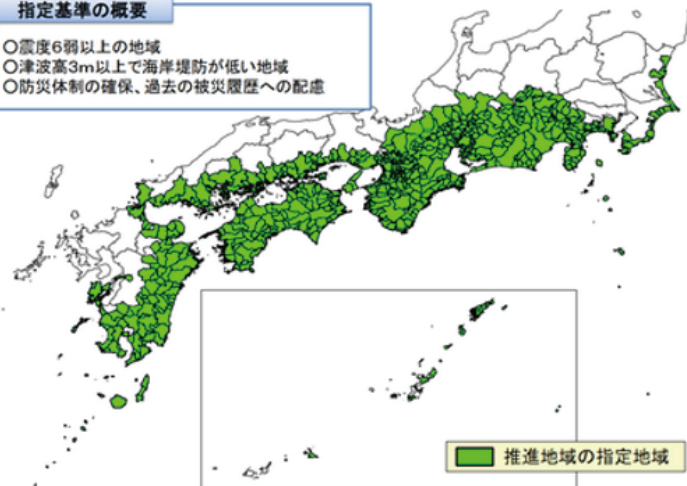 指定基準の概要
○震度6弱以上の地域
○津波高3m以上で海岸堤防が低い地域
○防災体制の確保、過去の被災履歴への配慮
推進地域の指定地域